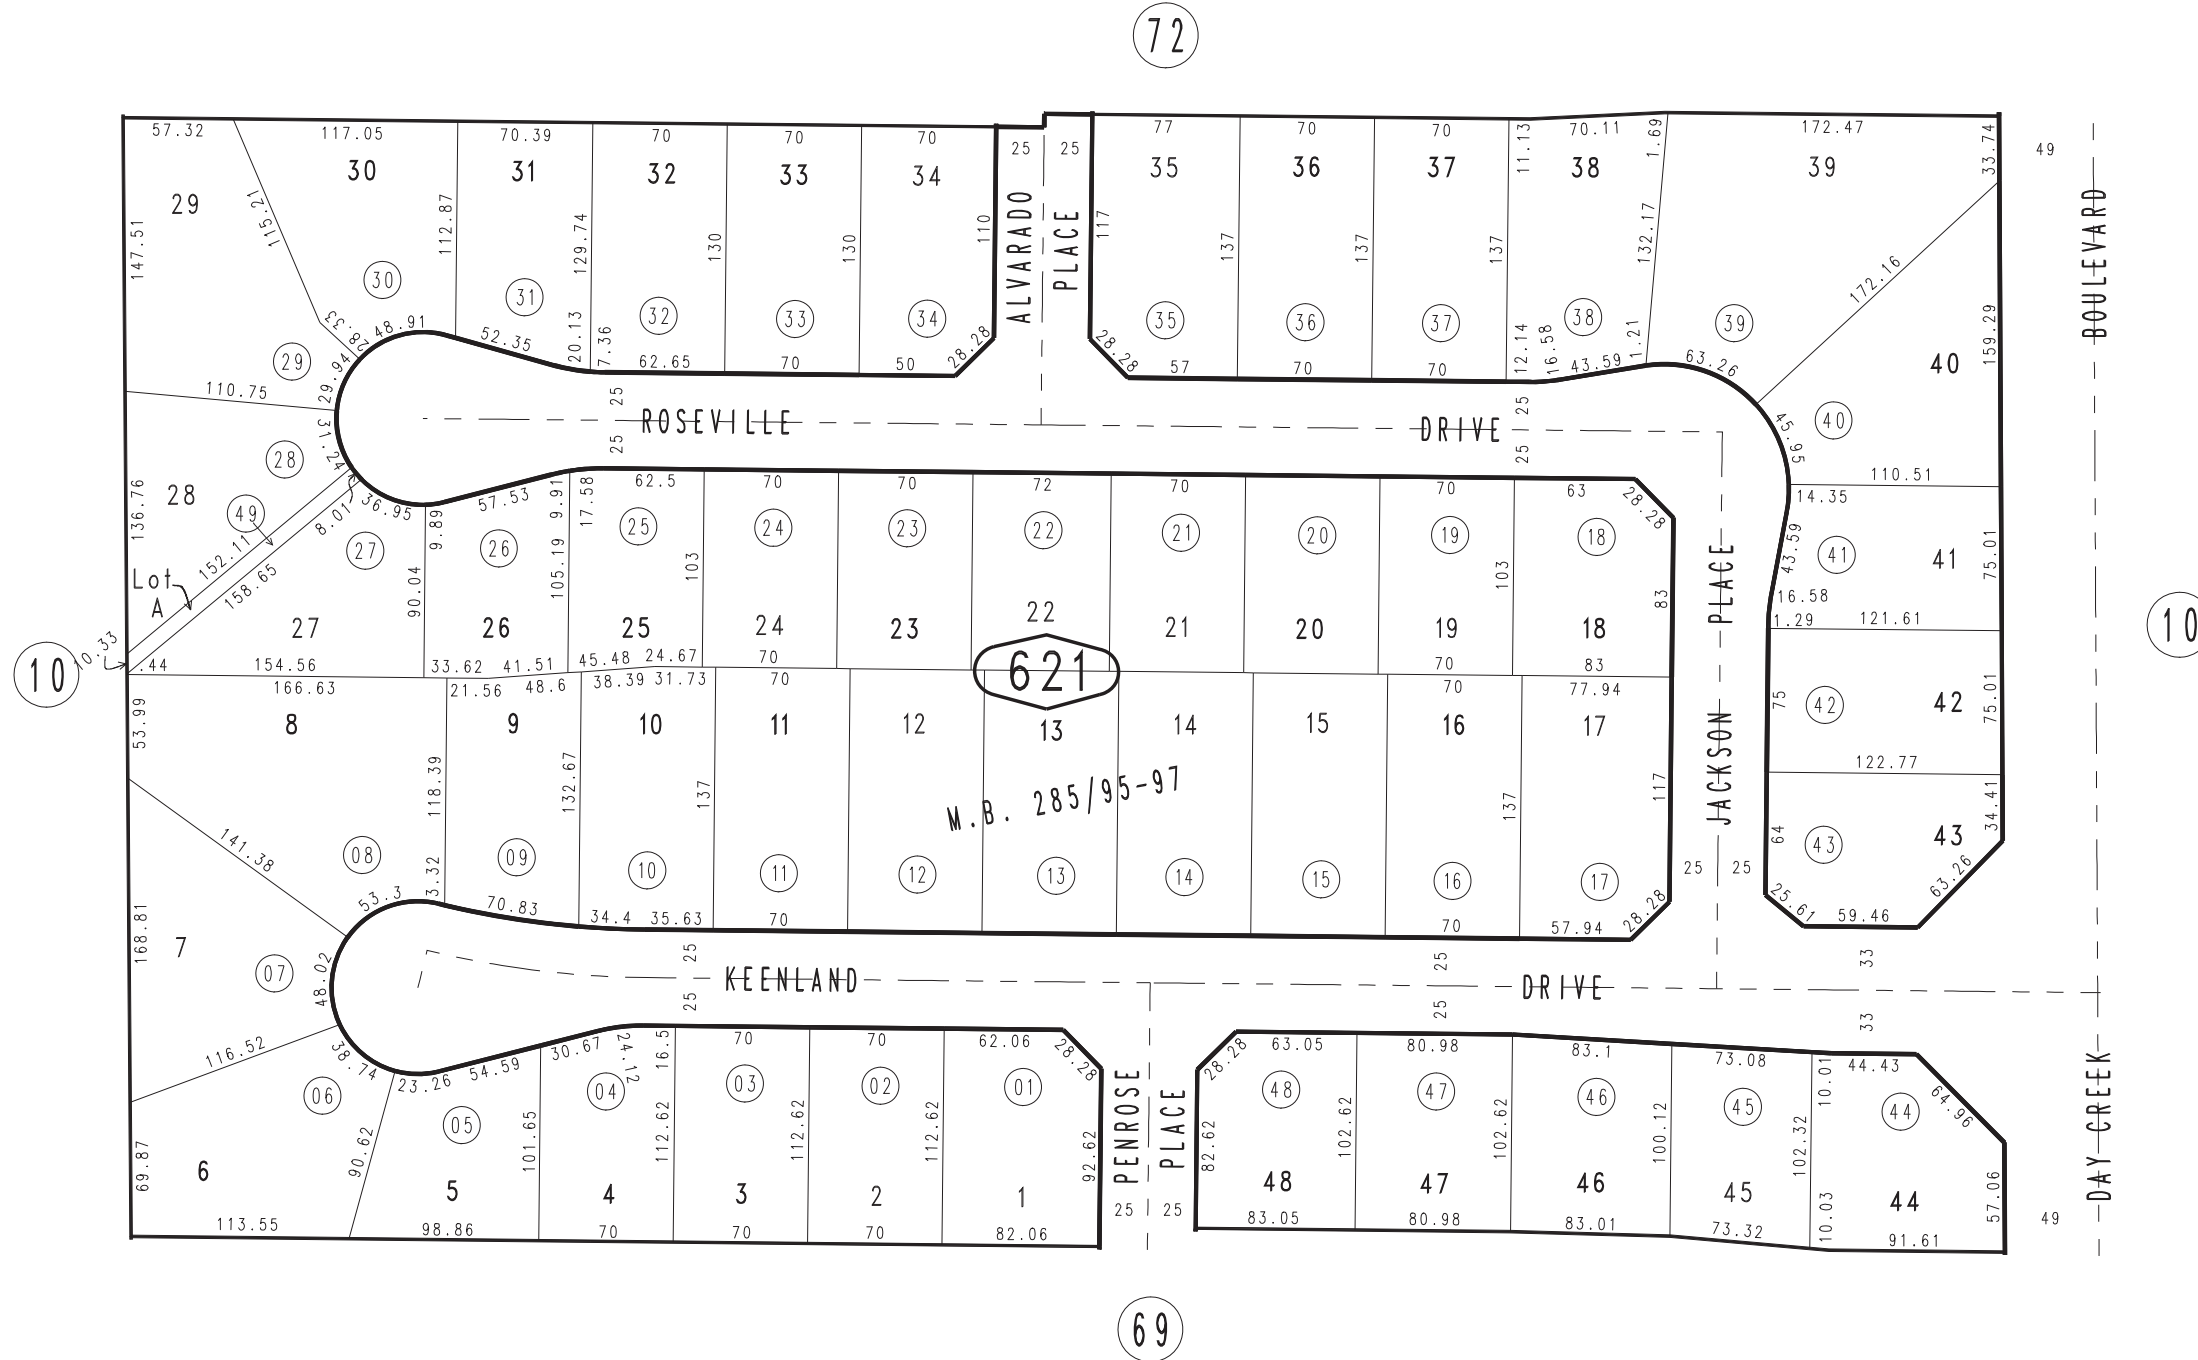 72
57.32 117.05 70.39 70 70 70 25 25 77 70 70 11.13 70.11 1.69 172.47 33.74 49
29 30 31 32 33 34 35 36 37 38 39
147.51 115.21 112.87 129.74 130 130 110 ALVARADO PLACE 117 137 137 137 132.17 172.16 159.29 BOULEVARD
30 31 32 33 34 35 36 37 38 39 40
28.33 48.91 52.35 20.13 7.36 62.65 70 50 28.28 28.28 57 70 70 12.14 16.58 43.59 1.21 63.26
29 29.94 110.75 25 25 ROSEVILLE DRIVE 25 25 45.95 40
28 31.24 110.51
28 136.76 49 36.95 8.01 9.89 57.53 9.91 17.58 62.5 70 70 72 70 70 63 28.28 14.35
27 26 25 24 23 22 21 20 19 18 43.59 41
152.11 158.65 90.04 105.19 103 103 83 JACKSON PLACE 41 75.01
Lot
A
10.33 27 26 25 24 23 22 21 20 19 18 16.58 1.29 121.61
10 .44 154.56 33.62 41.51 45.48 24.67 70 621 70 83 10
166.63 21.56 48.6 38.39 31.73 70 70 77.94
53.99 8 9 10 11 12 13 14 15 16 17 75 42 42 75.01
118.39 132.67 137 M.B. 285/95-97 137 117 122.77
141.38 08 09 10 11 12 13 14 15 16 17 25 25 64 43 43 34.41
168.81 53.3 3.32 70.83 34.4 35.63 70 70 57.94 28.28 25.61 59.46 63.26
7 07 48.02 25 25 KEENLAND DRIVE 25 25 33 33
116.52 38.74 23.26 54.59 30.67 24.12 16.5 70 70 62.06 28.28 28.28 63.05 80.98 83.1 73.08 10.01 44.43 64.96
06 05 04 03 02 01 48 47 46 45 44
69.87 90.62 101.65 112.62 112.62 112.62 92.62 PENROSE PLACE 82.62 102.62 102.62 100.12 102.32 57.06 DAY CREEK
6 5 4 3 2 1 48 47 46 45 44
113.55 98.86 70 70 70 82.06 25 25 83.05 80.98 83.01 73.32 10.03 91.61 49
69